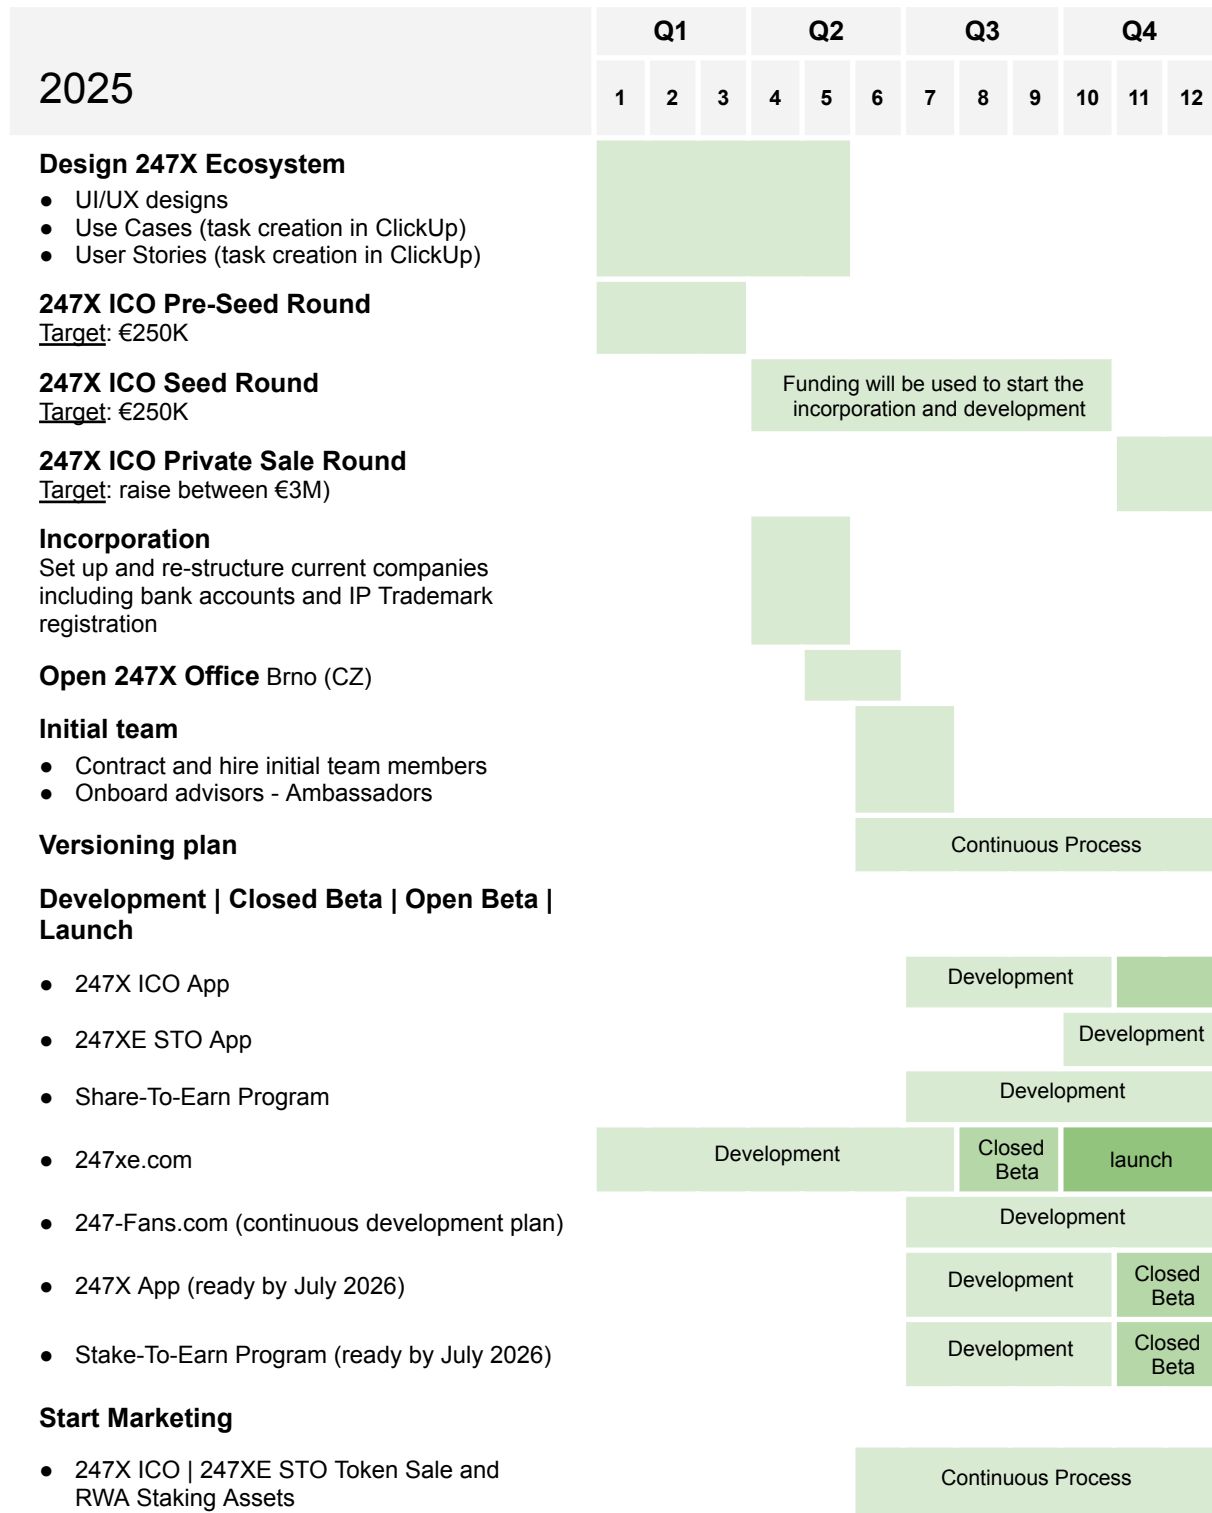 2025
Q1 Q2 Q3 Q4
1 2 3 4 5 6 7 8 9 10 11 12
Design 247X Ecosystem
● UI/UX designs
● Use Cases (task creation in ClickUp)
● User Stories (task creation in ClickUp)
247X ICO Pre-Seed Round
Target: €250K
247X ICO Seed Round
Target: €250K
Funding will be used to start the
incorporation and development
247X ICO Private Sale Round
Target: raise between €3M)
Incorporation
Set up and re-structure current companies
including bank accounts and IP Trademark
registration
Open 247X Office Brno (CZ)
Initial team
● Contract and hire initial team members
● Onboard advisors - Ambassadors
Versioning plan
Continuous Process
Development | Closed Beta | Open Beta |
Launch
● 247X ICO App
Development
● 247XE STO App
Development
● Share-To-Earn Program
Development
● 247xe.com
Development
Closed
Beta
launch
● 247-Fans.com (continuous development plan)
Development
● 247X App (ready by July 2026)
Development
Closed
Beta
● Stake-To-Earn Program (ready by July 2026)
Development
Closed
Beta
Start Marketing
● 247X ICO | 247XE STO Token Sale and
RWA Staking Assets
Continuous Process